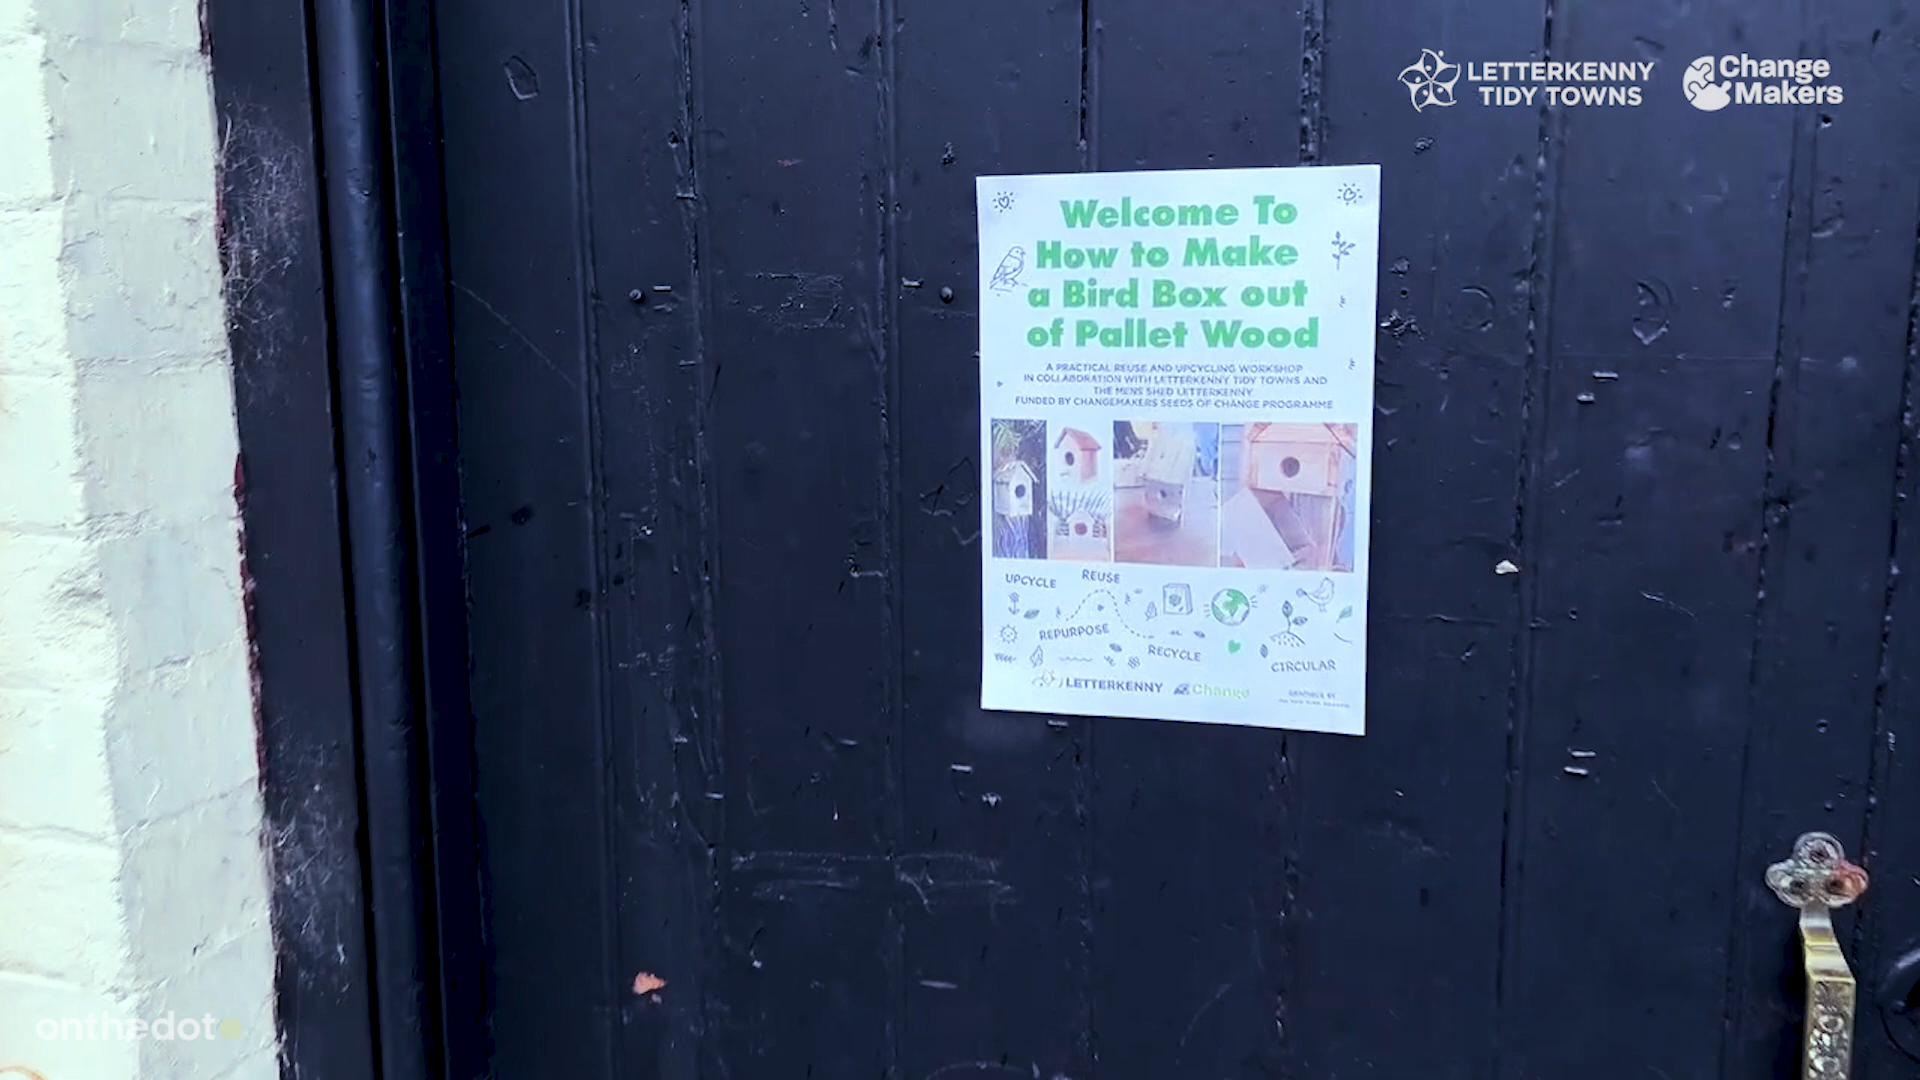 LETTERKENNY
TIDY TOWNS
Change
Makers
Welcome To
How to Make
a Bird Box out
of Pallet Wood
A PRACTICAL REUSE AND UPCYCLING WORKSHOP
IN COLLABORATION WITH LETTERKENNY TIDY TOWNS AND
THE MENS SHED LETTERKENNY
FUNDED BY CHANGEMAKERS SEEDS OF CHANGE PROGRAMME
UPCYCLE
REUSE
REPURPOSE
RECYCLE
CIRCULAR
LETTERKENNY
Change
onthedot